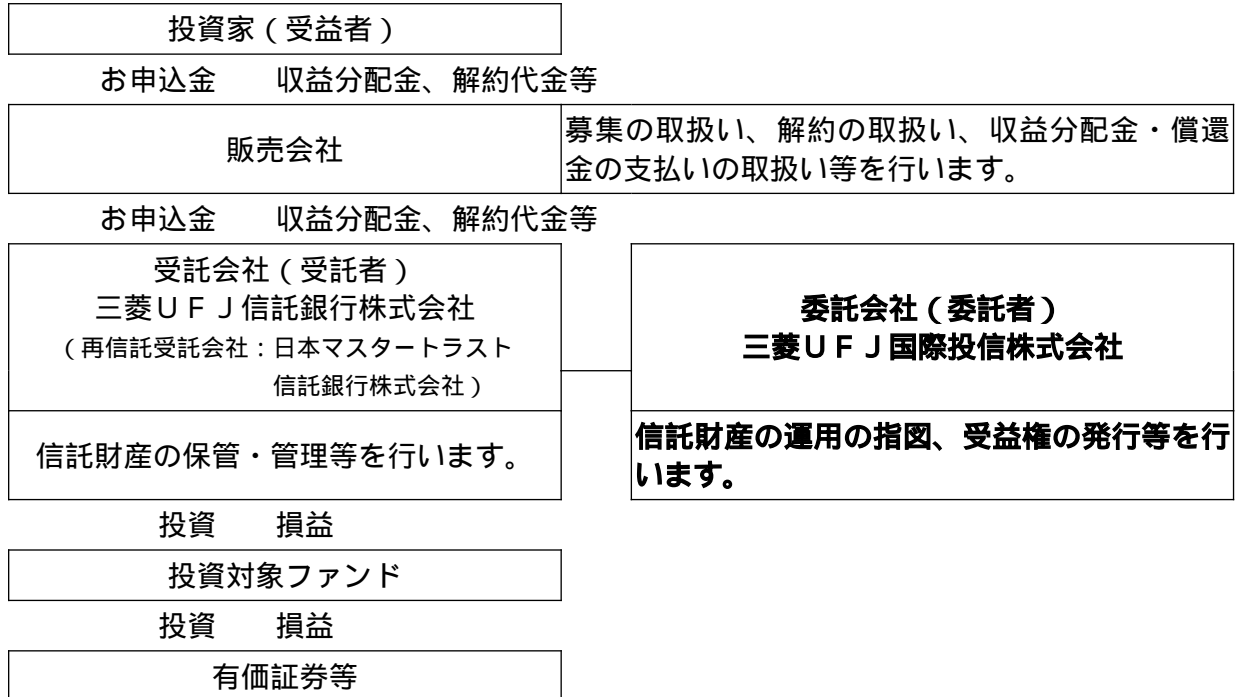 投資家（受益者）
お申込金　　収益分配金、解約代金等
販売会社
募集の取扱い、解約の取扱い、収益分配金・償還
金の支払いの取扱い等を行います。
お申込金　　収益分配金、解約代金等
受託会社（受託者）
三菱ＵＦＪ信託銀行株式会社
（再信託受託会社：日本マスタートラスト
信託銀行株式会社）
委託会社（委託者）
三菱ＵＦＪ国際投信株式会社
信託財産の保管・管理等を行います。
信託財産の運用の指図、受益権の発行等を行
います。
投資　　損益
投資対象ファンド
投資　　損益
有価証券等